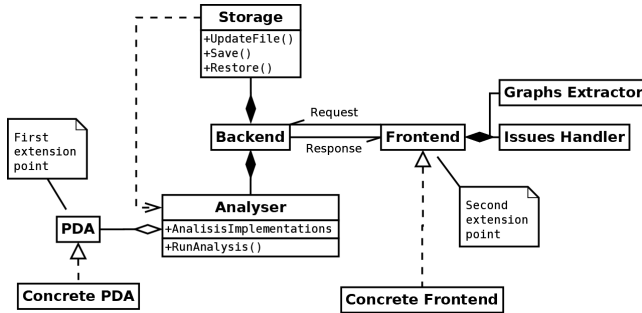 Storage
+UpdateFile()
+Save()
+Restore()
Graphs Extractor
Request
First
extension
point
Backend
Frontend
Issues Handler
Response
Analyser
+AnalisisImplementations
+RunAnalysis()
Second
extension
point
PDA
Concrete PDA
Concrete Frontend